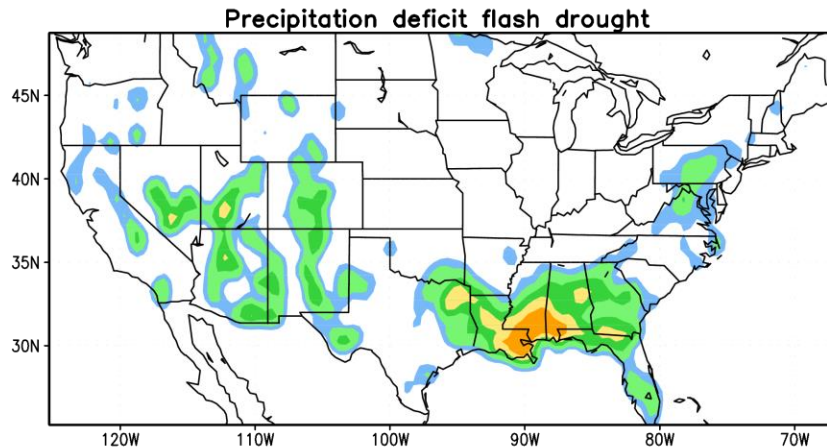 Precipitation deficit flash drought
45N
40N
35N
30N
120W 110W 100W 90W 80W 70W